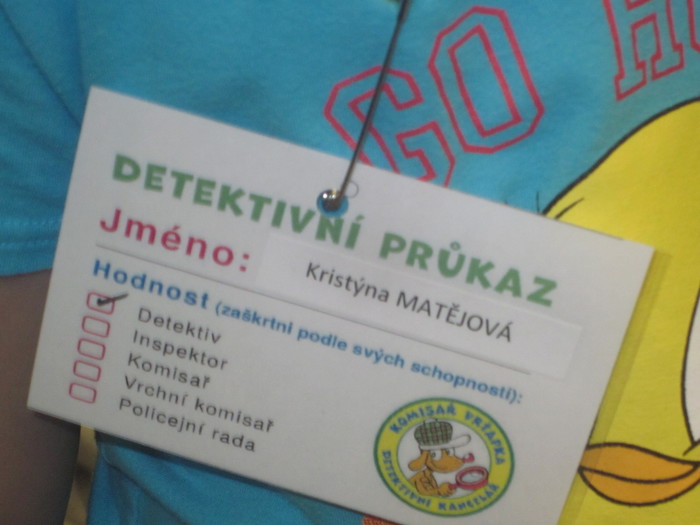 GO H
DETEKTIVNÍ PRŮKAZ
Jméno: Kristýna MATĚJOVÁ
Hodnost (zaškrtni podle svých schopností):
Detektiv
Inspektor
Komisař
Vrchní komisař
Policejní rada
KOMISAŘ VRŤAPKA
DETEKTIVNÍ KANCELÁŘ